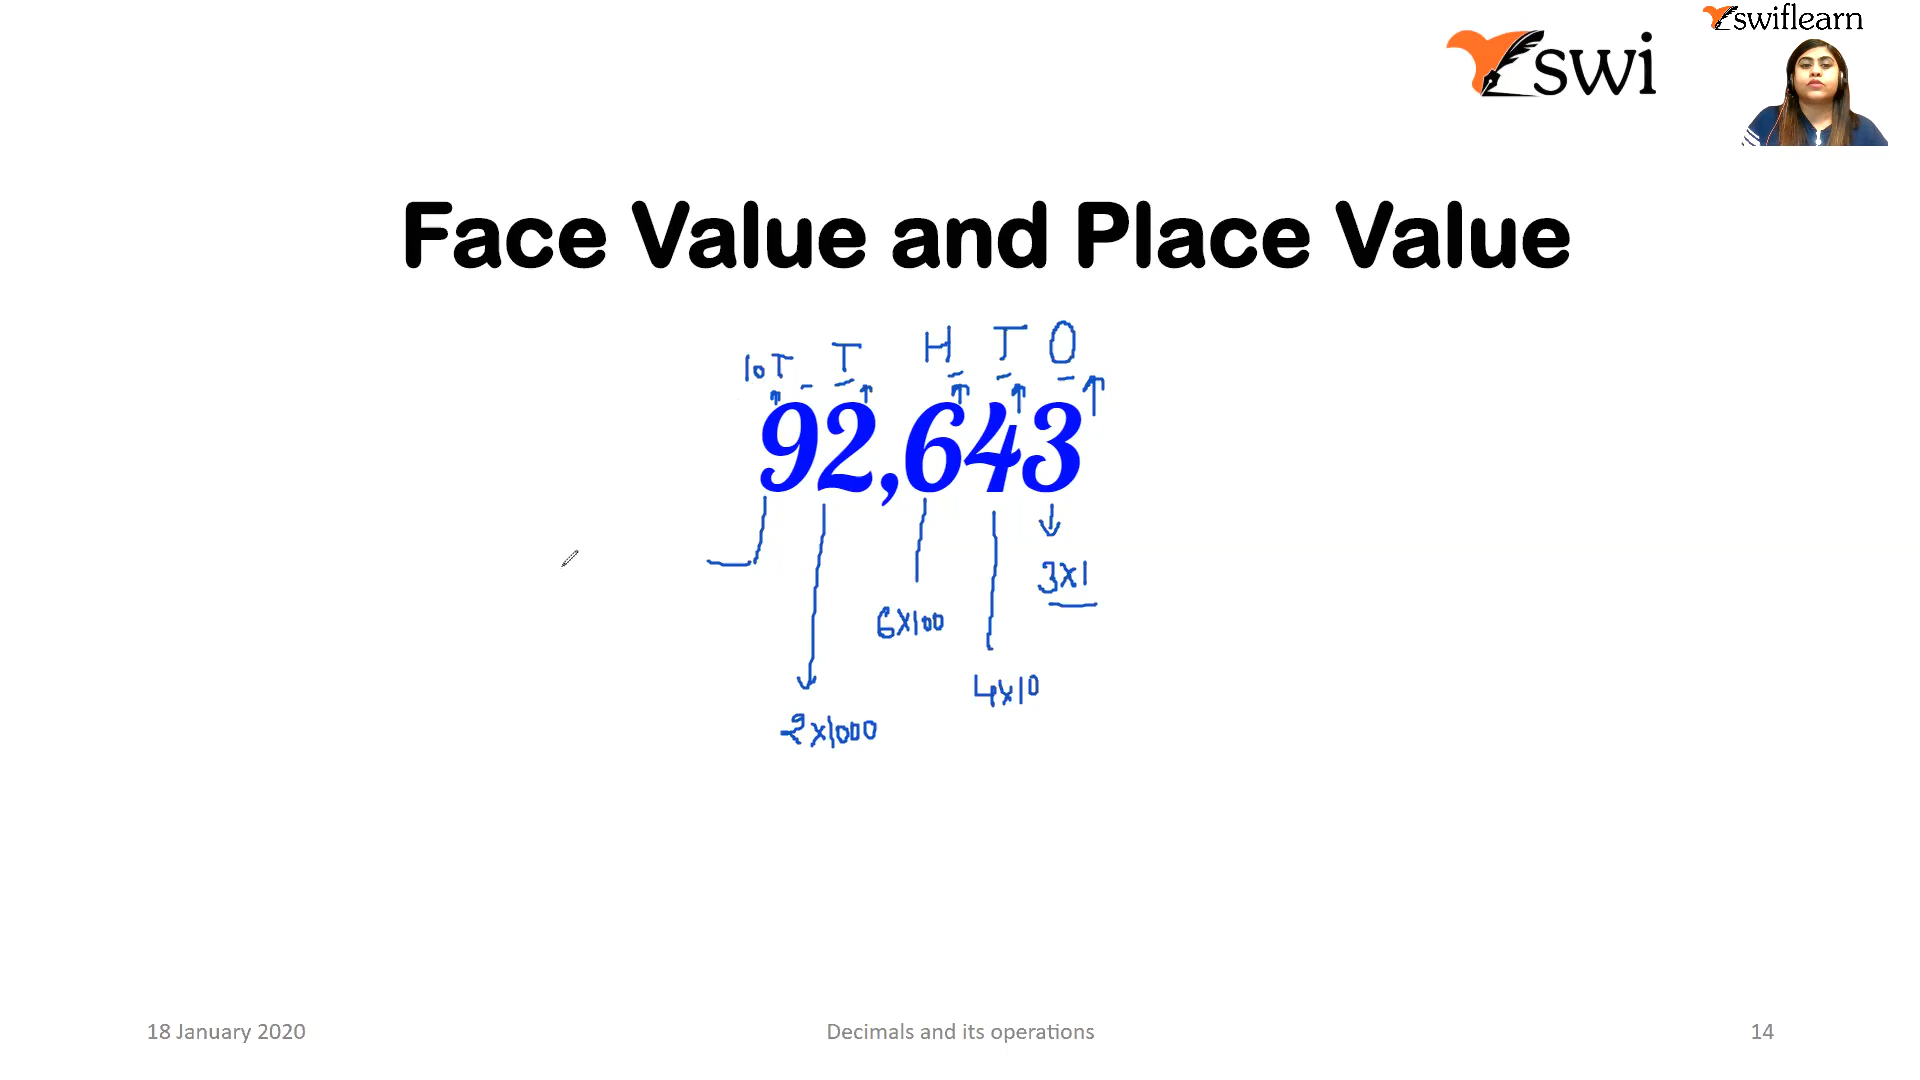 swiflearn
swi
Face Value and Place Value
10T T H T O
92,643
3x1
6x100
4x10
2x1000
18 January 2020
Decimals and its operations
14